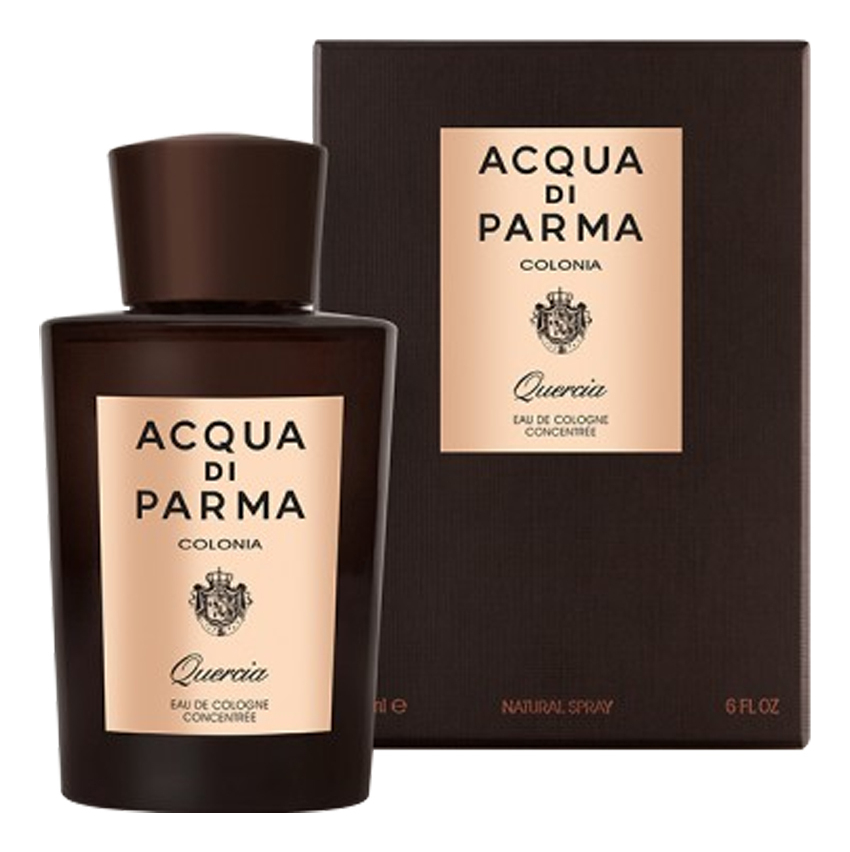 ACQUA
DI
PARMA
COLONIA
Quercia
EAU DE COLOGNE
CONCENTRÉE
ACQUA
DI
PARMA
COLONIA
Quercia
EAU DE COLOGNE
CONCENTRÉE
ml e NATURAL SPRAY 6 FL OZ